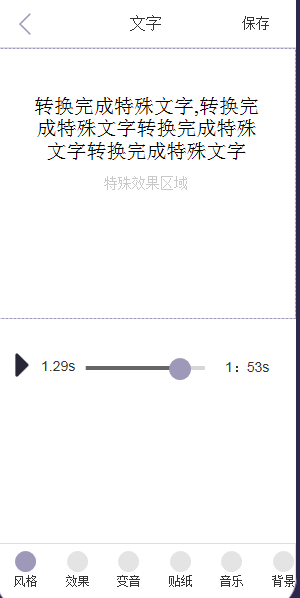 文字
保存
转换完成特殊文字,转换完
成特殊文字转换完成特殊
文字转换完成特殊文字
特殊效果区域
1.29s
1：53s
风格 效果 变音 贴纸 音乐 背景